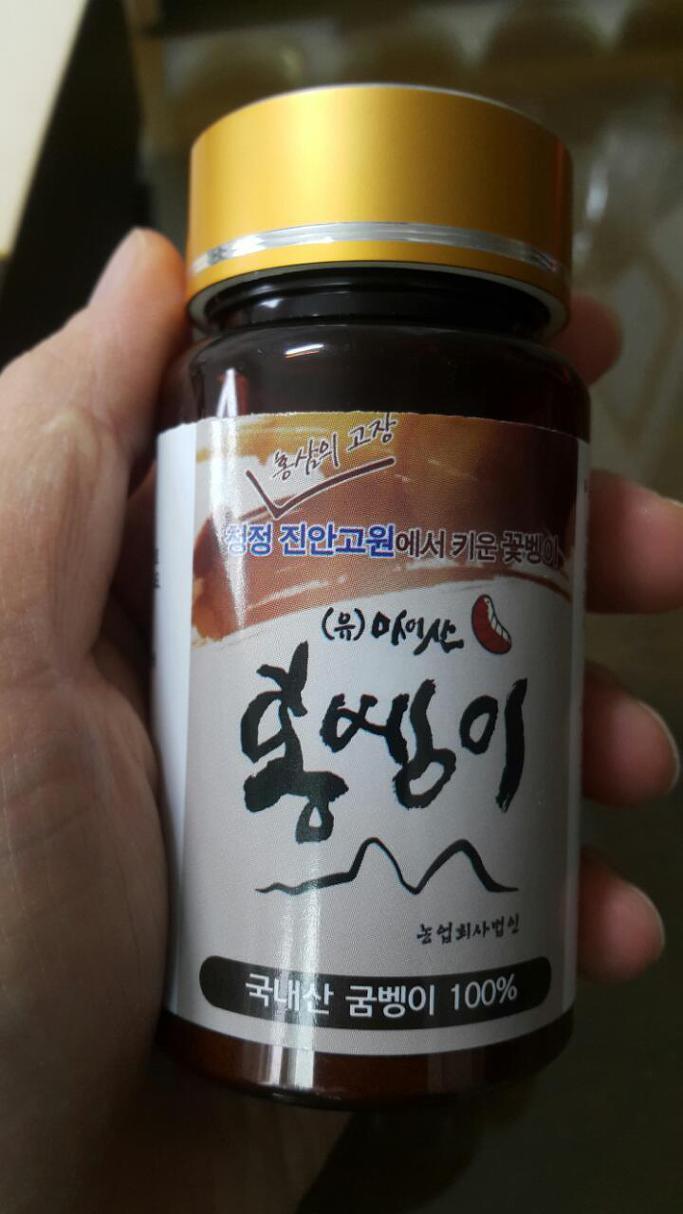 홍삼의 고장
청정 진안고원에서 키운 꽃벵이
(유)마이산
홍벵이
농업회사법인
국내산 굼벵이 100%